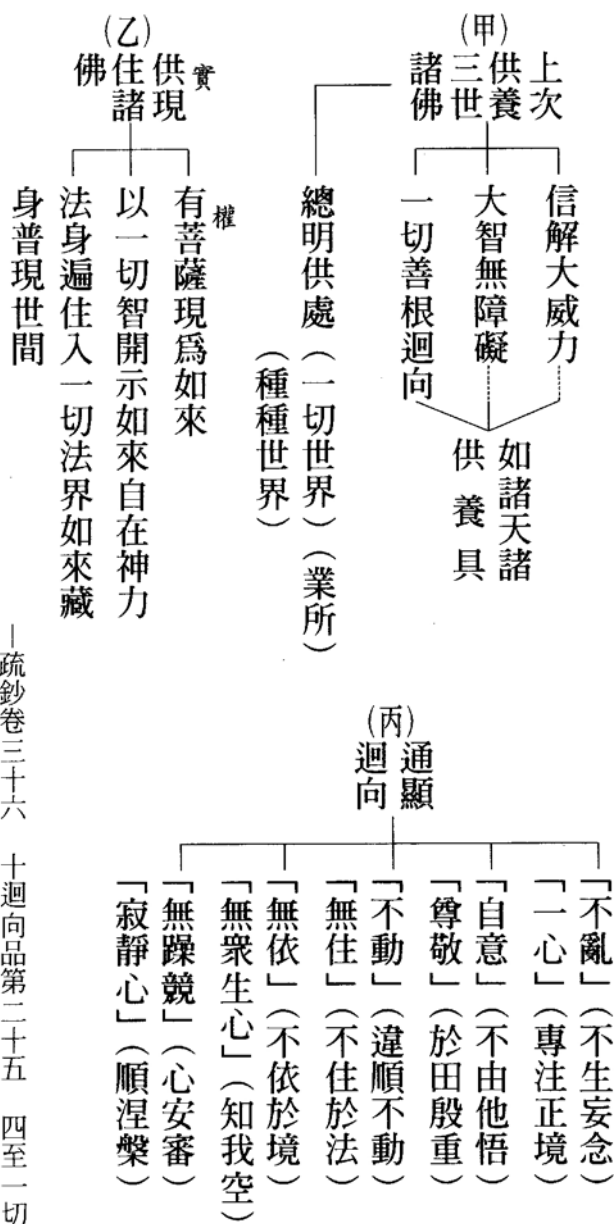 (甲)
上次
供養
三世
諸佛
信解大威力
大智無障礙
一切善根迴向
如諸天諸
供養具
總明供處(一切世界)(業所)
(種種世界)
(乙)
實
供現
住諸
佛
權
有菩薩現爲如來
以一切智開示如來自在神力
法身遍住入一切法界如來藏
身普現世間
(丙)
通顯
迴向
「不亂」(不生妄念)
「一心」(專注正境)
「自意」(不由他悟)
「尊敬」(於田殷重)
「不動」(違順不動)
「無住」(不住於法)
「無依」(不依於境)
「無衆生心」(知我空)
「無躁競」(心安審)
「寂靜心」(順涅槃)
—疏鈔卷三十六 十迴向品第二十五 四至一切